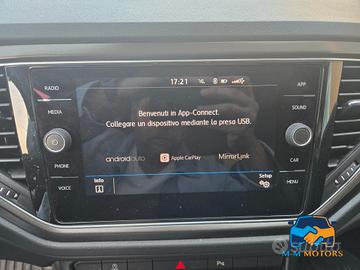 17:21
RADIO
APP
MEDIA
SOUND
Benvenuti in App-Connect.
Collegare un dispositivo mediante la presa USB.
PHONE
CAR
androidauto
Apple CarPlay
MirrorLink
VOICE
MENU
Info
Setup
M-M MOTORS